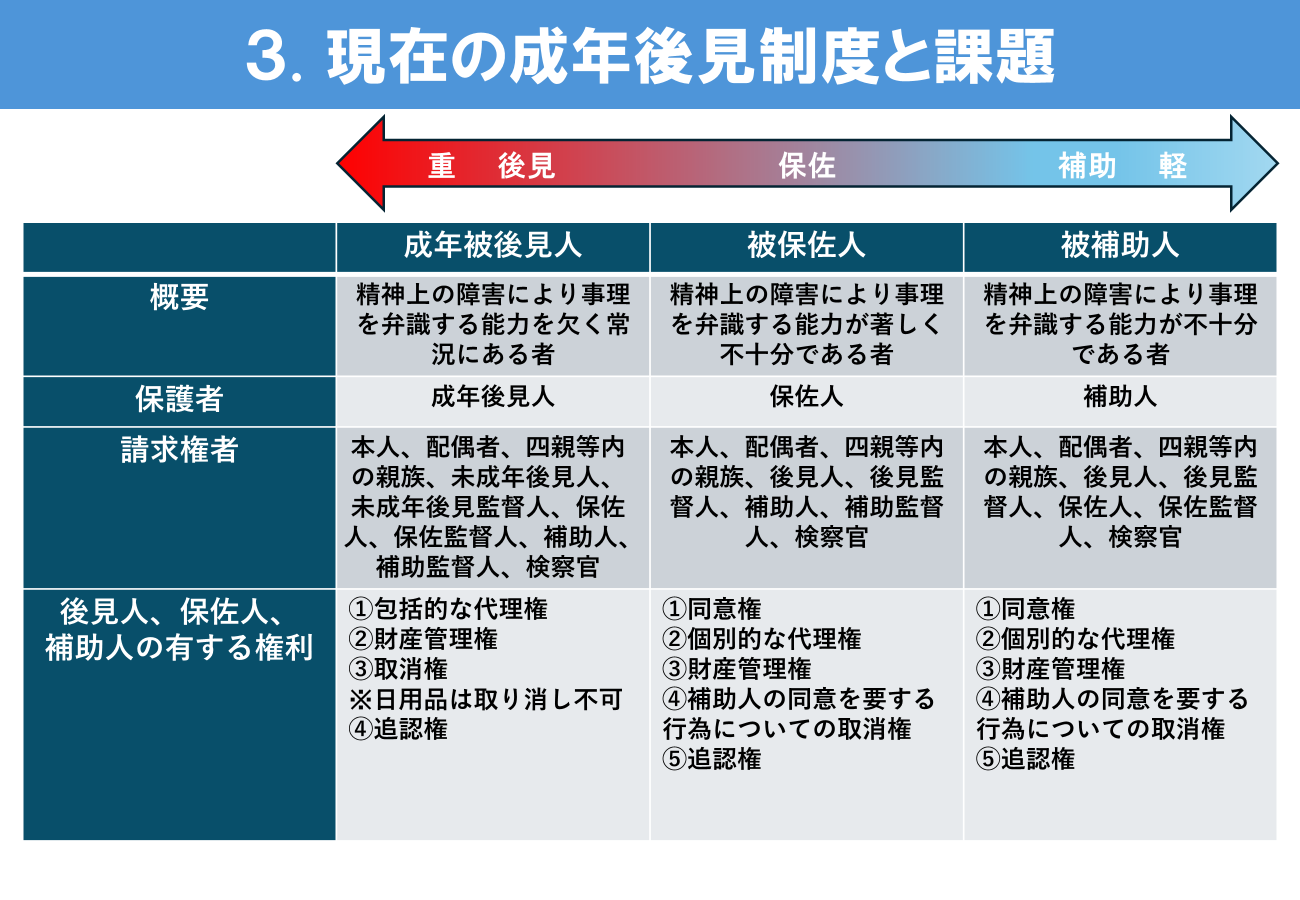 3. 現在の成年後見制度と課題
重 後見 保佐 補助 軽
成年被後見人 被保佐人 被補助人
概要
精神上の障害により事理
を弁識する能力を欠く常
況にある者
精神上の障害により事理
を弁識する能力が著しく
不十分である者
精神上の障害により事理
を弁識する能力が不十分
である者
保護者
成年後見人
保佐人
補助人
請求権者
本人、配偶者、四親等内
の親族、未成年後見人、
未成年後見監督人、保佐
人、保佐監督人、補助人、
補助監督人、検察官
本人、配偶者、四親等内
の親族、後見人、後見監
督人、補助人、補助監督
人、検察官
本人、配偶者、四親等内
の親族、後見人、後見監
督人、保佐人、保佐監督
人、検察官
後見人、保佐人、
補助人の有する権利
①包括的な代理権
②財産管理権
③取消権
※日用品は取り消し不可
④追認権
①同意権
②個別的な代理権
③財産管理権
④補助人の同意を要する
行為についての取消権
⑤追認権
①同意権
②個別的な代理権
③財産管理権
④補助人の同意を要する
行為についての取消権
⑤追認権